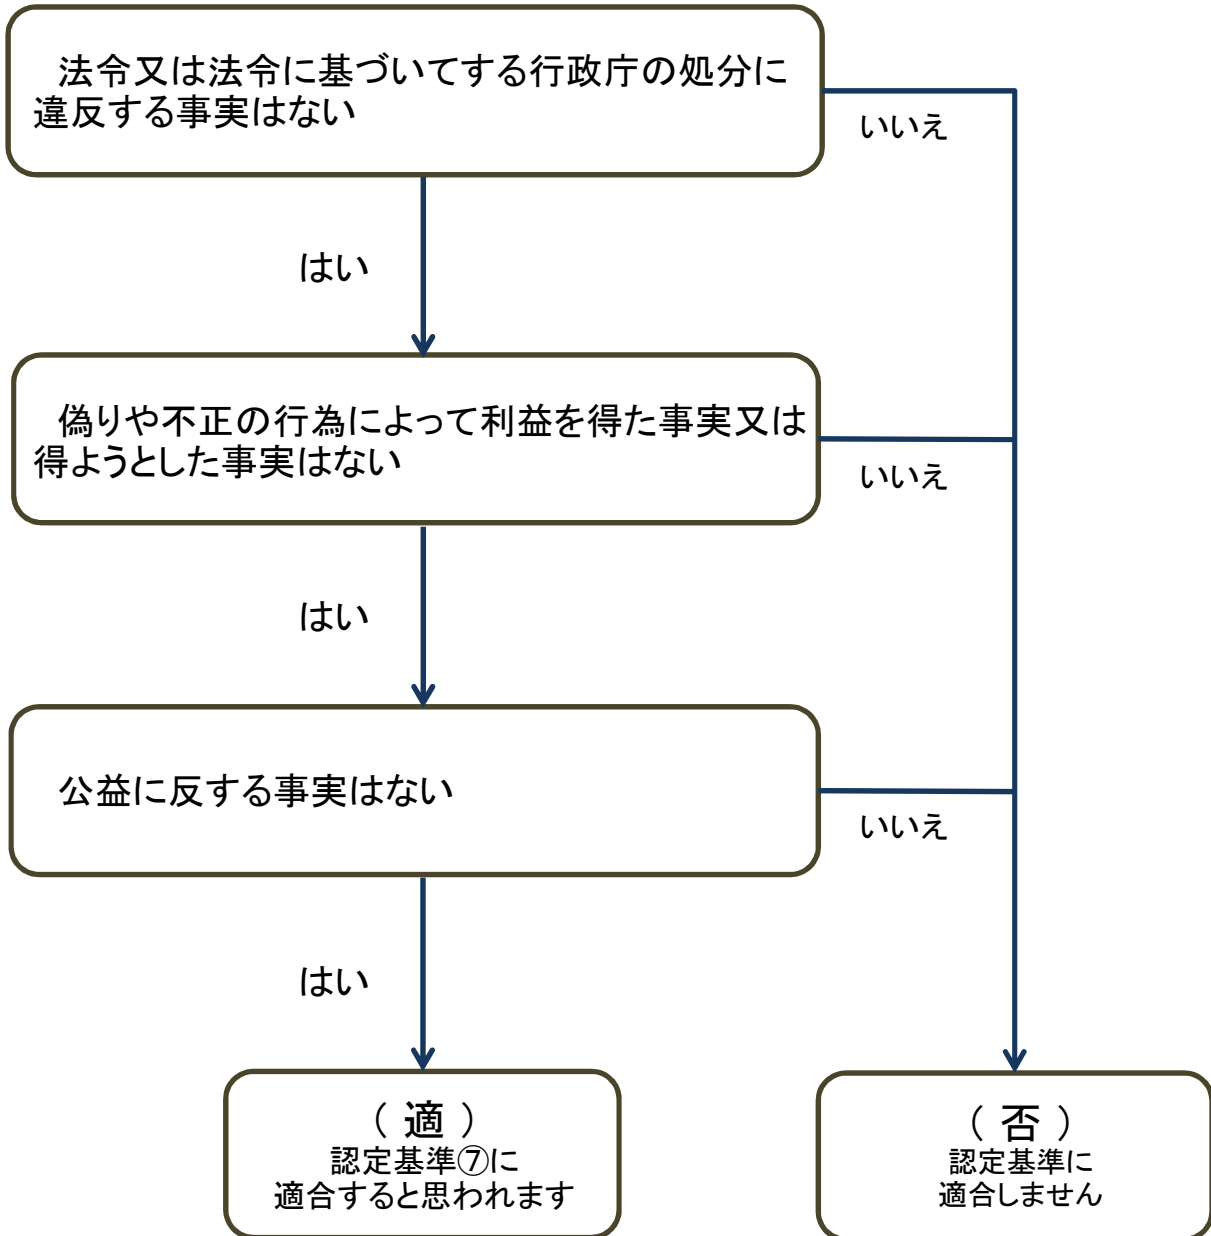 法令又は法令に基づいてする行政庁の処分に
違反する事実はない
いいえ
はい
偽りや不正の行為によって利益を得た事実又は
得ようとした事実はない
いいえ
はい
公益に反する事実はない
いいえ
はい
（ 適 ）
認定基準⑦に
適合すると思われます
（ 否 ）
認定基準に
適合しません